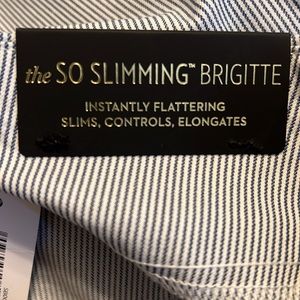 the SO SLIMMING™ BRIGITTE
INSTANTLY FLATTERING
SLIMS, CONTROLS, ELONGATES